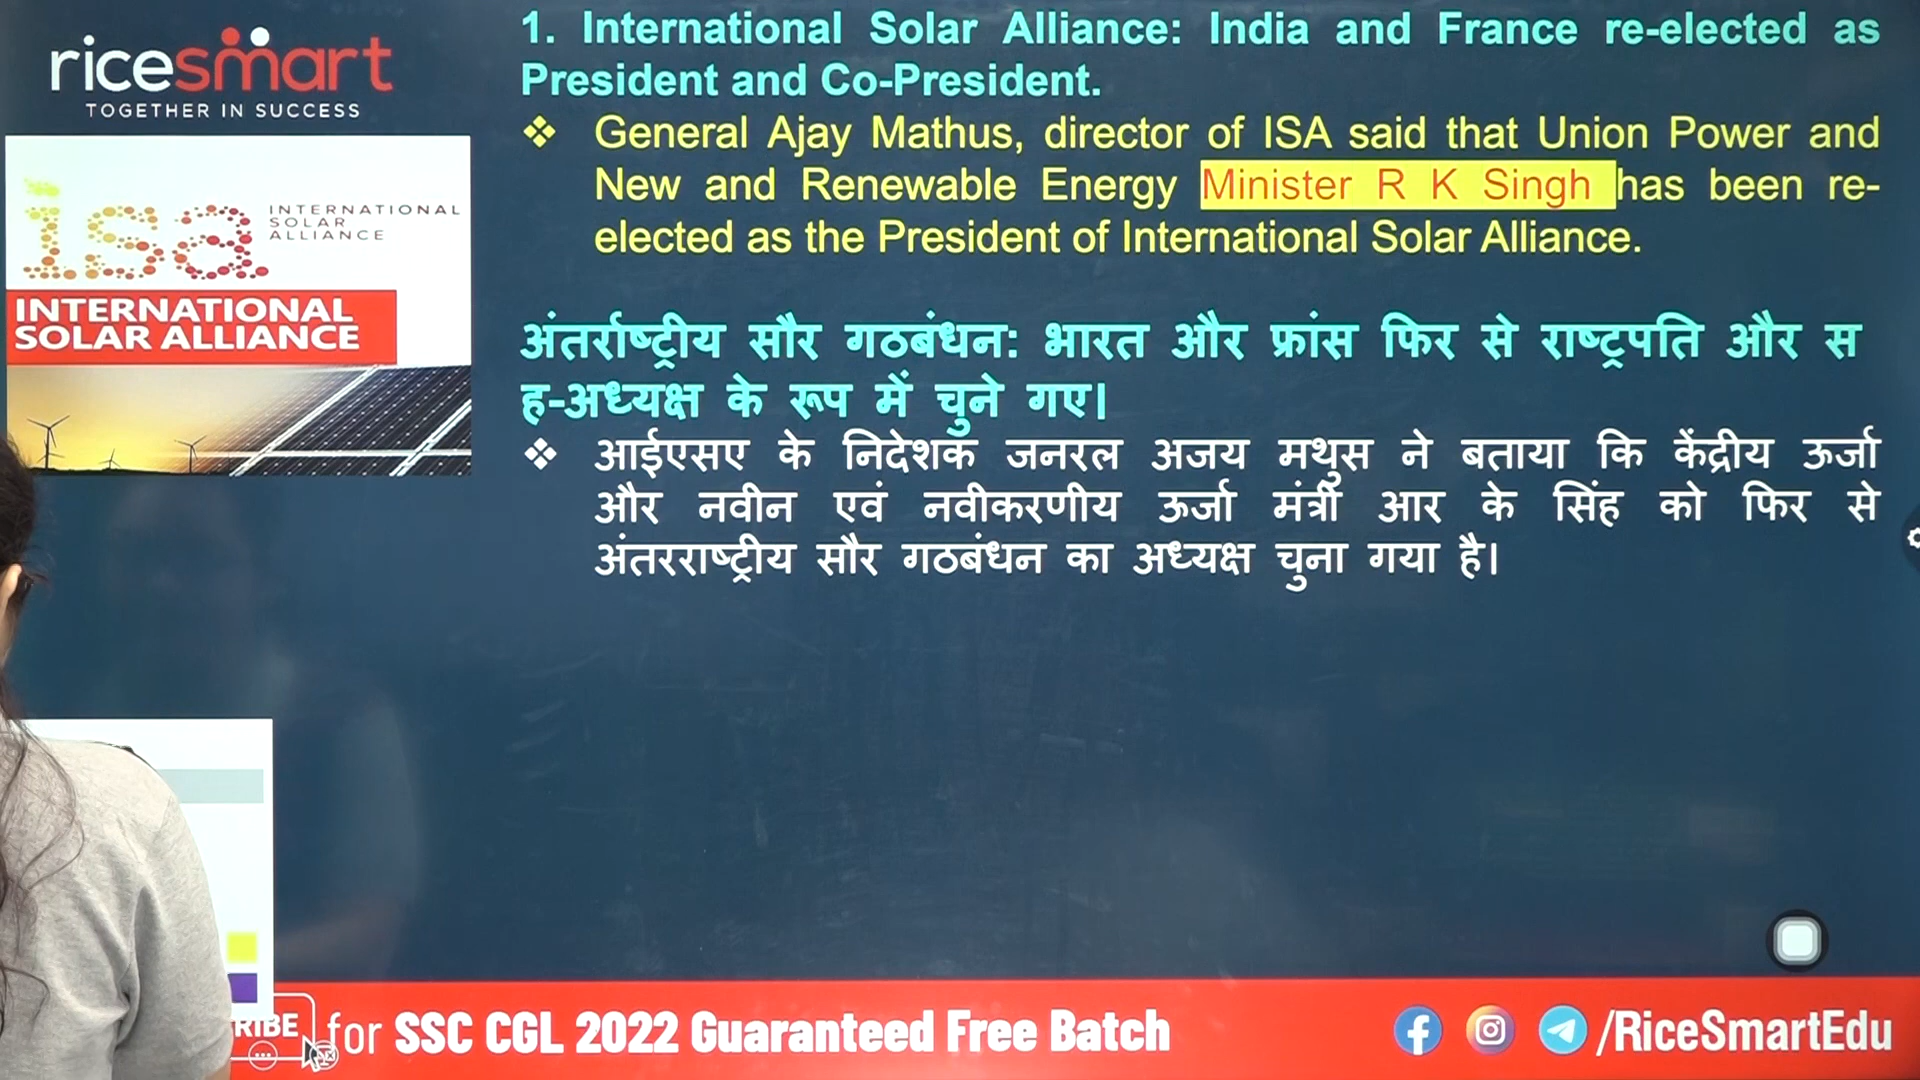 ricesmart
TOGETHER IN SUCCESS
1. International Solar Alliance: India and France re-elected as
President and Co-President.
❖ General Ajay Mathus, director of ISA said that Union Power and
New and Renewable Energy Minister R K Singh has been re-
elected as the President of International Solar Alliance.
isa
INTERNATIONAL
SOLAR
ALLIANCE
INTERNATIONAL
SOLAR ALLIANCE
अंतर्राष्ट्रीय सौर गठबंधन: भारत और फ्रांस फिर से राष्ट्रपति और स
ह-अध्यक्ष के रूप में चुने गए।
❖ आईएसए के निदेशक जनरल अजय मथुस ने बताया कि केंद्रीय ऊर्जा
और नवीन एवं नवीकरणीय ऊर्जा मंत्री आर के सिंह को फिर से
अंतरराष्ट्रीय सौर गठबंधन का अध्यक्ष चुना गया है।
RIBE for SSC CGL 2022 Guaranteed Free Batch
/RiceSmartEdu